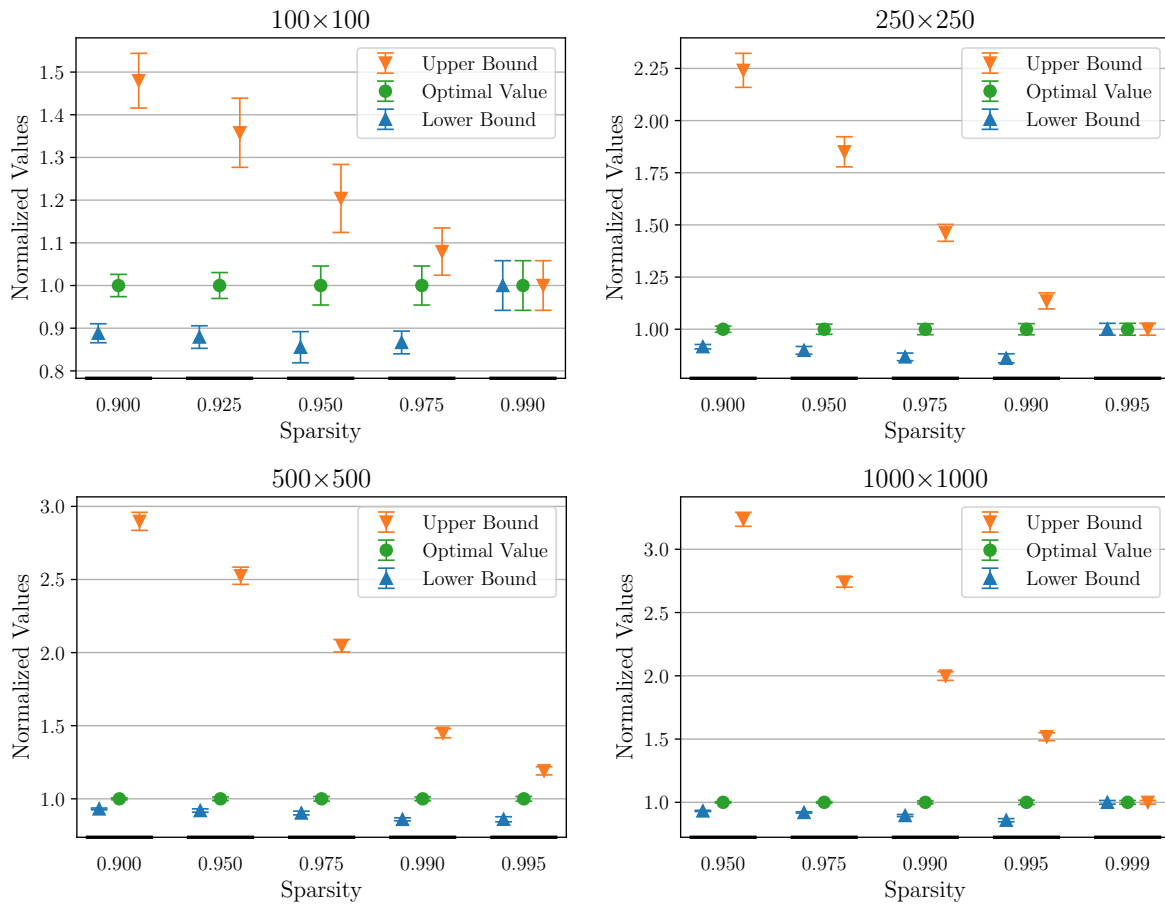 100×100
Normalized Values
1.5
1.4
1.3
1.2
1.1
1.0
0.9
0.8
Upper Bound
Optimal Value
Lower Bound
0.900 0.925 0.950 0.975 0.990
Sparsity
250×250
Normalized Values
2.25
2.00
1.75
1.50
1.25
1.00
Upper Bound
Optimal Value
Lower Bound
0.900 0.950 0.975 0.990 0.995
Sparsity
500×500
Normalized Values
3.0
2.5
2.0
1.5
1.0
Upper Bound
Optimal Value
Lower Bound
0.900 0.950 0.975 0.990 0.995
Sparsity
1000×1000
Normalized Values
3.0
2.5
2.0
1.5
1.0
Upper Bound
Optimal Value
Lower Bound
0.950 0.975 0.990 0.995 0.999
Sparsity